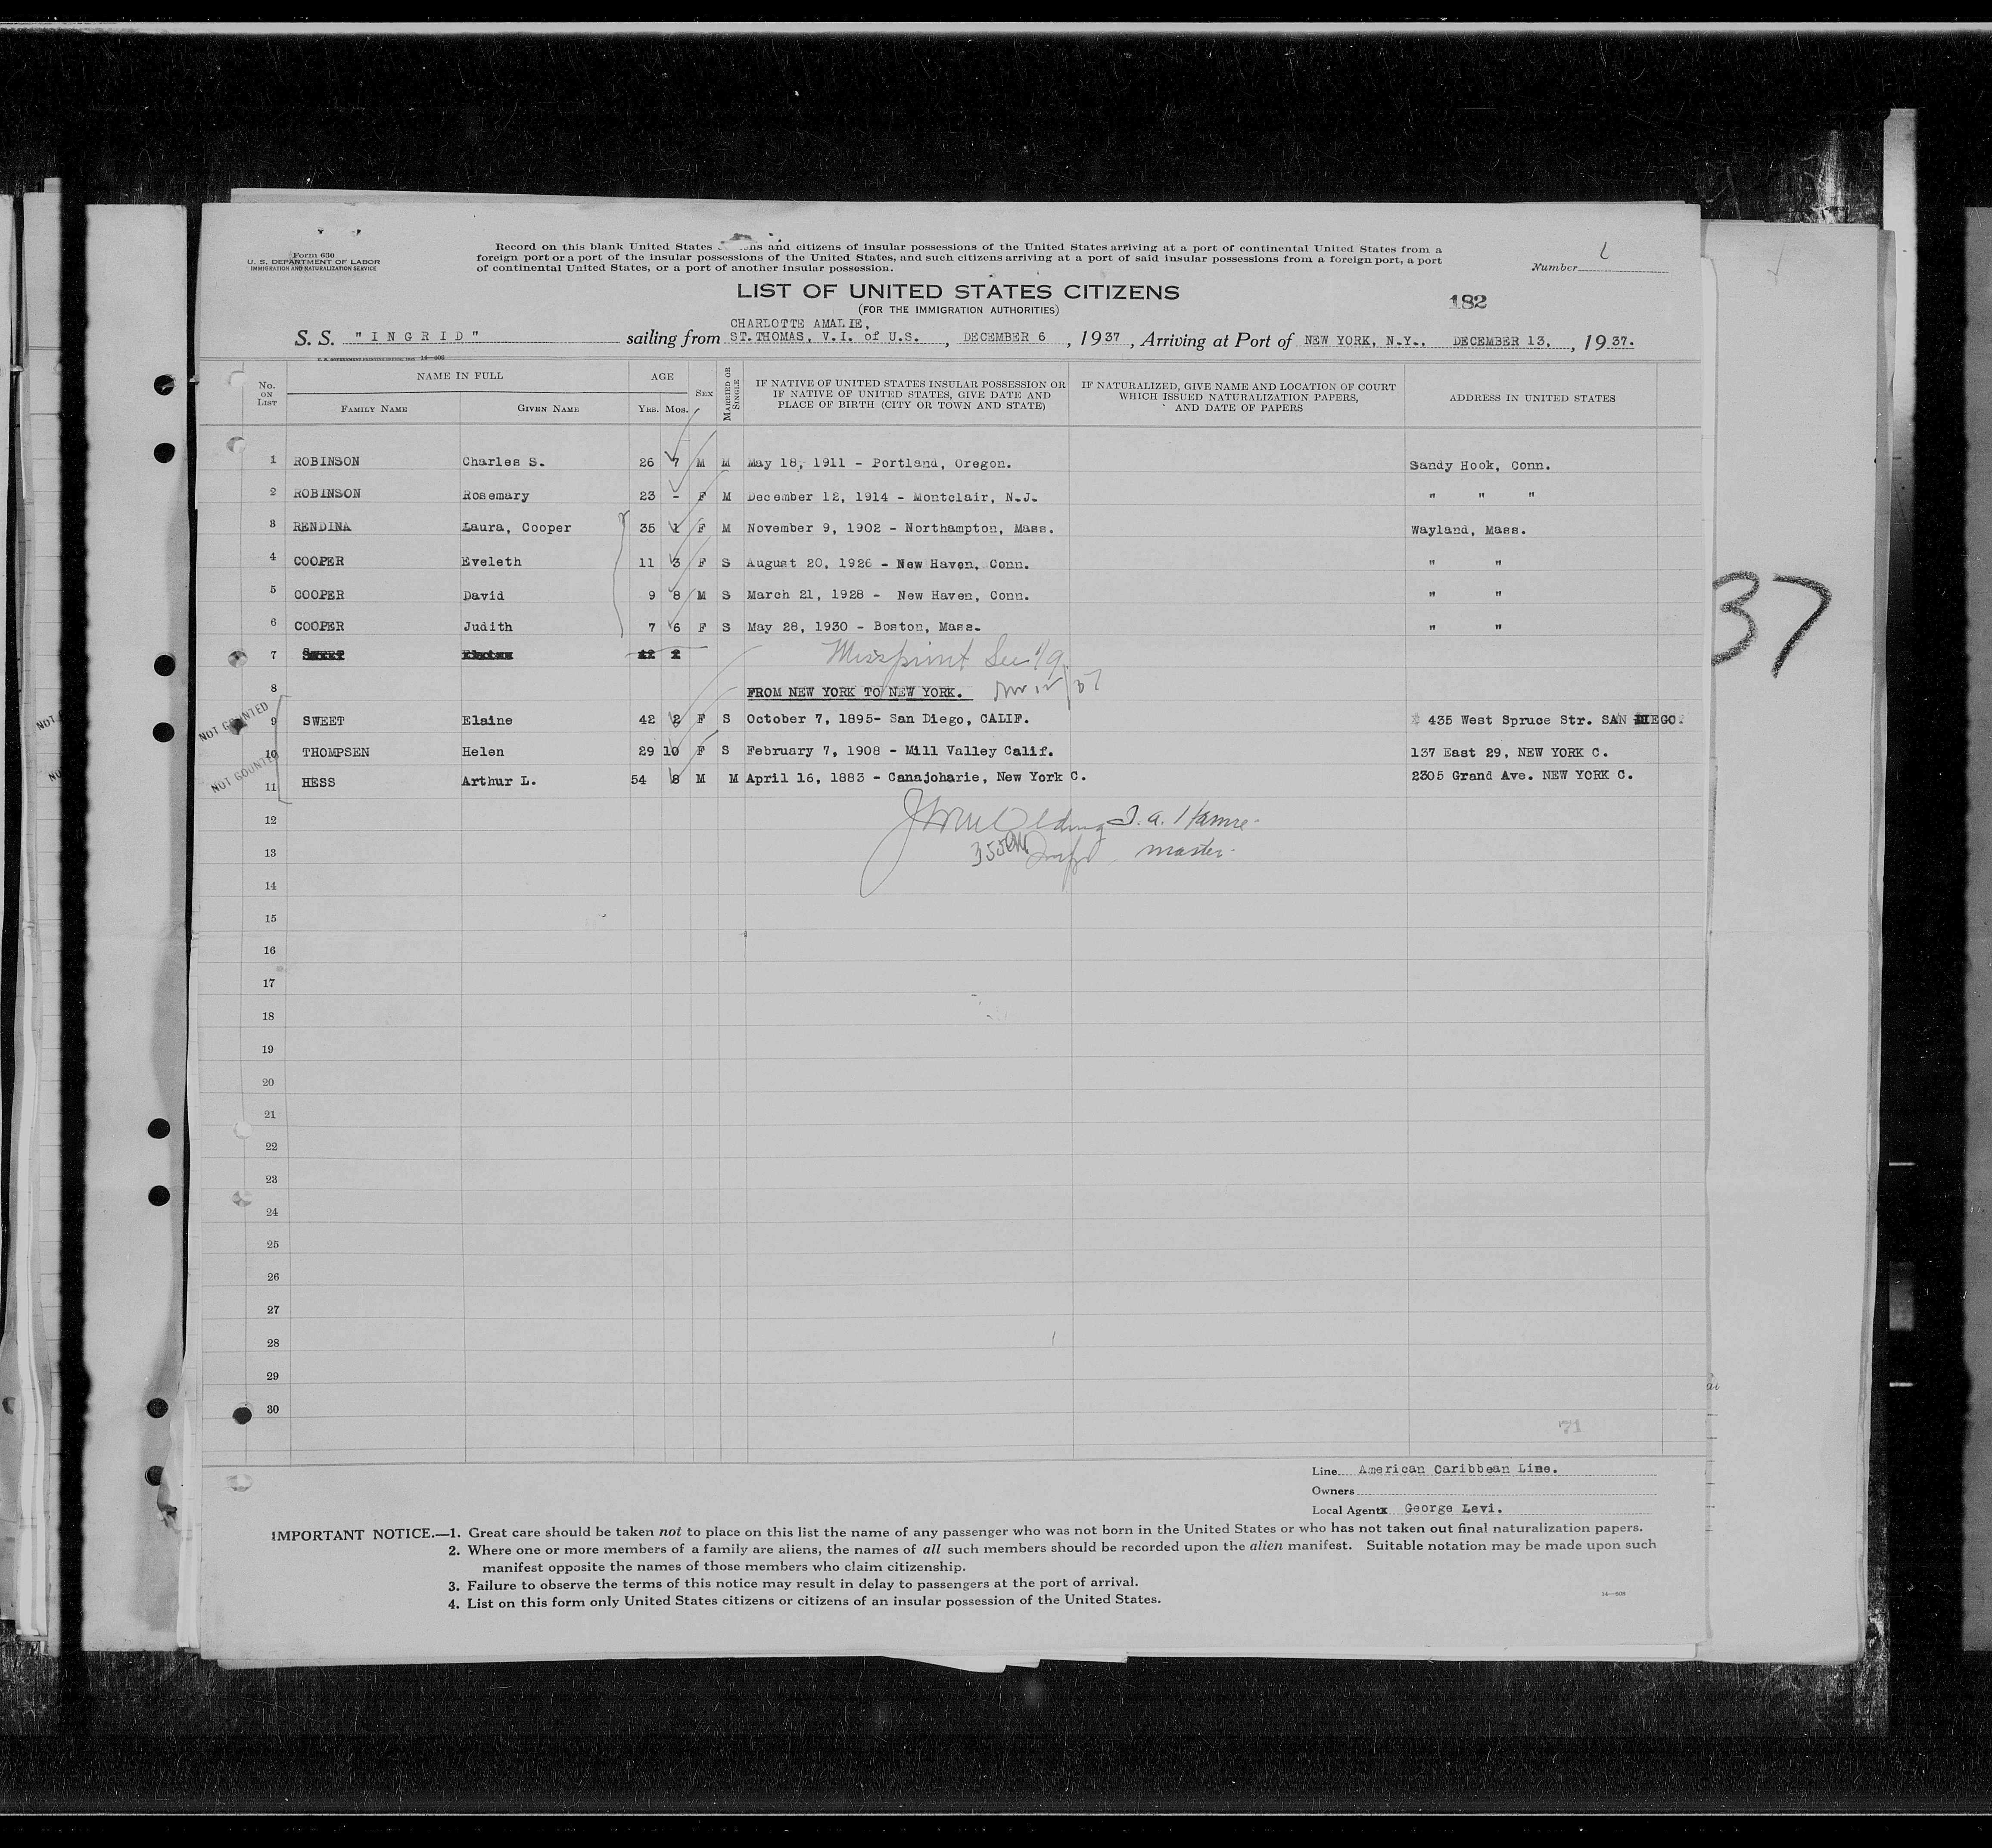 Form 630
U. S. DEPARTMENT OF LABOR
IMMIGRATION AND NATURALIZATION SERVICE
Record on this blank United States and citizens of insular possessions of the United States arriving at a port of continental United States from a
foreign port or a port of the insular possessions of the United States, and such citizens arriving at a port of said insular possessions from a foreign port, a port
of continental United States, or a port of another insular possession.
Number
LIST OF UNITED STATES CITIZENS
(FOR THE IMMIGRATION AUTHORITIES)
182
CHARLOTTE AMALIE,
S. S. "INGRID" sailing from ST.THOMAS, V.I. of U.S. , DECEMBER 6 , 1937 , Arriving at Port of NEW YORK, N.Y., DECEMBER 13, , 1937.
No. on List NAME IN FULL Family Name Given Name AGE Yrs. Mos. Sex MARRIED OR SINGLE IF NATIVE OF UNITED STATES INSULAR POSSESSION OR IF NATIVE OF UNITED STATES, GIVE DATE AND PLACE OF BIRTH (CITY OR TOWN AND STATE) IF NATURALIZED, GIVE NAME AND LOCATION OF COURT WHICH ISSUED NATURALIZATION PAPERS, AND DATE OF PAPERS ADDRESS IN UNITED STATES
1 ROBINSON Charles S. 26 7 M M May 18, 1911 - Portland, Oregon. Sandy Hook, Conn.
2 ROBINSON Rosemary 23 - F M December 12, 1914 - Montclair, N.J. " " "
3 RENDINA Laura, Cooper 35 1 F M November 9, 1902 - Northampton, Mass. Wayland, Mass.
4 COOPER Eveleth 11 3 F S August 20, 1926 - New Haven, Conn. " "
5 COOPER David 9 8 M S March 21, 1928 - New Haven, Conn. " "
6 COOPER Judith 7 6 F S May 28, 1930 - Boston, Mass. " "
7 SWEET 42 2 Missprint See 1/9
8 FROM NEW YORK TO NEW YORK.
NOT COUNTED
9 SWEET Elaine 42 2 F S October 7, 1895- San Diego, CALIF. 435 West Spruce Str. SAN DIEGO.
10 THOMPSEN Helen 29 10 F S February 7, 1908 - Mill Valley Calif. 137 East 29, NEW YORK C.
NOT COUNTED
11 HESS Arthur L. 54 8 M M April 16, 1883 - Canajoharie, New York C. 2305 Grand Ave. NEW YORK C.
12
13 master.
14
15
16
17
18
19
20
21
22
23
24
25
26
27
28
29
30
71
37
Line American Caribbean Line.
Owners
Local Agentx George Levi.
IMPORTANT NOTICE.—1. Great care should be taken not to place on this list the name of any passenger who was not born in the United States or who has not taken out final naturalization papers.
2. Where one or more members of a family are aliens, the names of all such members should be recorded upon the alien manifest. Suitable notation may be made upon such
manifest opposite the names of those members who claim citizenship.
3. Failure to observe the terms of this notice may result in delay to passengers at the port of arrival.
4. List on this form only United States citizens or citizens of an insular possession of the United States.